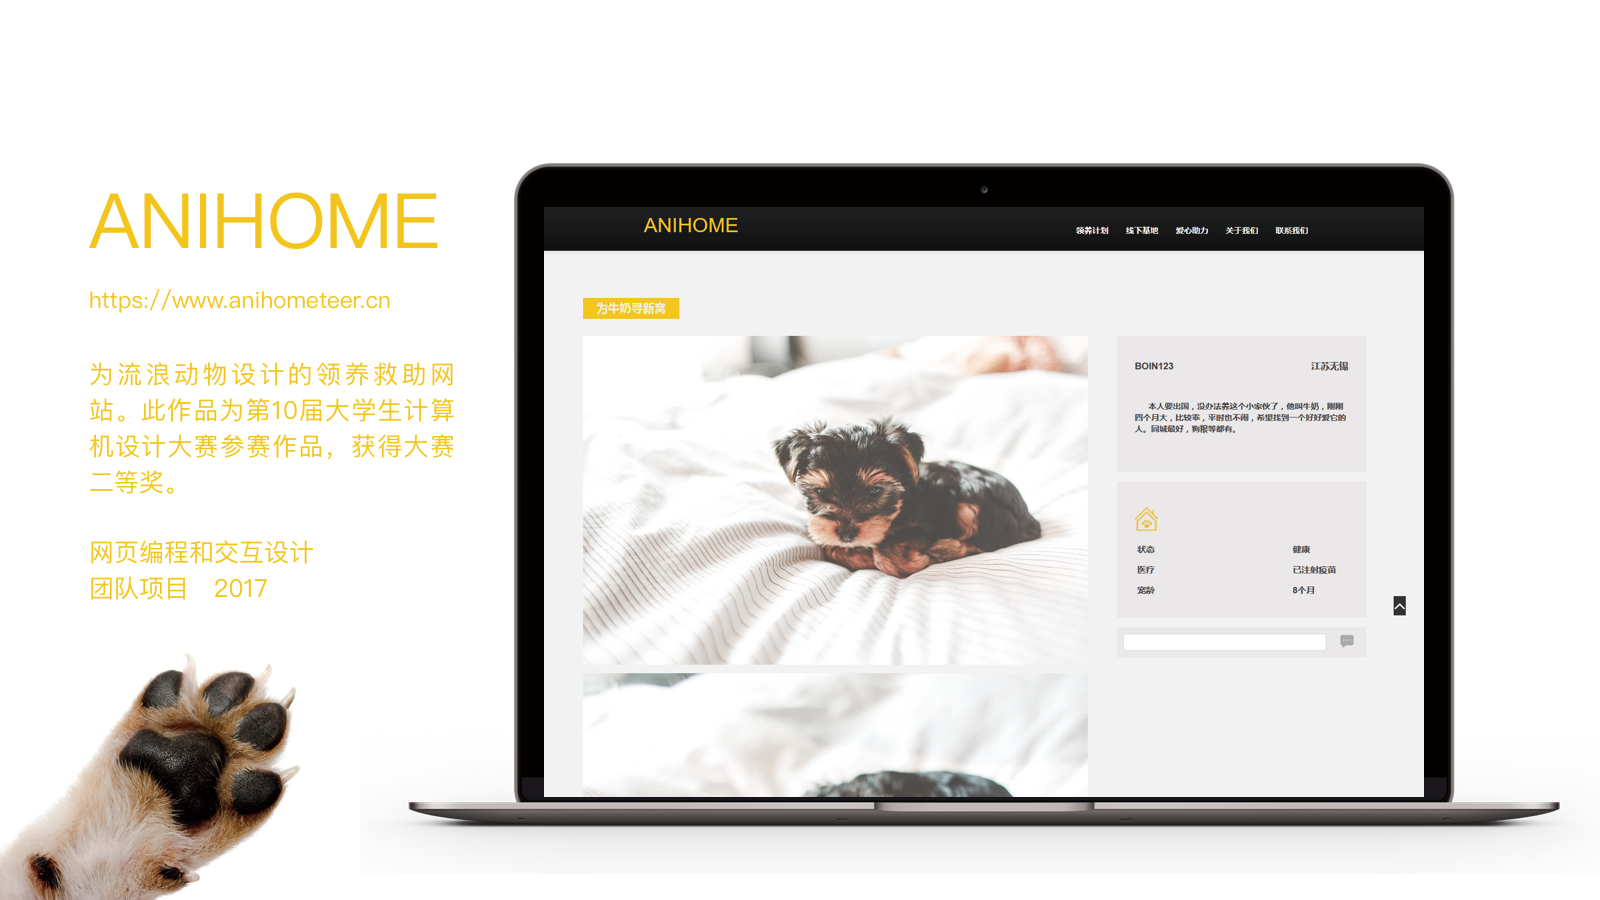 ANIHOME
https://www.anihometeer.cn
为流浪动物设计的领养救助网
站。此作品为第10届大学生计算
机设计大赛参赛作品，获得大赛
二等奖。
网页编程和交互设计
团队项目 2017
ANIHOME
领养计划 线下基地 爱心助力 关于我们 联系我们
为牛奶寻新窝
BOIN123 江苏无锡
本人要出国，没办法养这个小家伙了，他叫牛奶，刚刚
四个月大，比较乖，平时也不闹，希望找到一个好好爱它的
人。同城最好，狗粮等都有。
状态 健康
医疗 已注射疫苗
宠龄 8个月